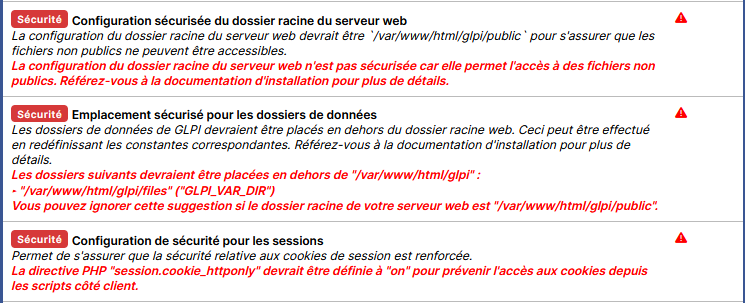 Sécurité Configuration sécurisée du dossier racine du serveur web
La configuration du dossier racine du serveur web devrait être `/var/www/html/glpi/public` pour s'assurer que les
fichiers non publics ne peuvent être accessibles.
La configuration du dossier racine du serveur web n'est pas sécurisée car elle permet l'accès à des fichiers non
publics. Référez-vous à la documentation d'installation pour plus de détails.
Sécurité Emplacement sécurisé pour les dossiers de données
Les dossiers de données de GLPI devraient être placés en dehors du dossier racine web. Ceci peut être effectué
en redéfinissant les constantes correspondantes. Référez-vous à la documentation d'installation pour plus de
détails.
Les dossiers suivants devraient être placées en dehors de "/var/www/html/glpi" :
‣ "/var/www/html/glpi/files" ("GLPI_VAR_DIR")
Vous pouvez ignorer cette suggestion si le dossier racine de votre serveur web est "/var/www/html/glpi/public".
Sécurité Configuration de sécurité pour les sessions
Permet de s'assurer que la sécurité relative aux cookies de session est renforcée.
La directive PHP "session.cookie_httponly" devrait être définie à "on" pour prévenir l'accès aux cookies depuis
les scripts côté client.